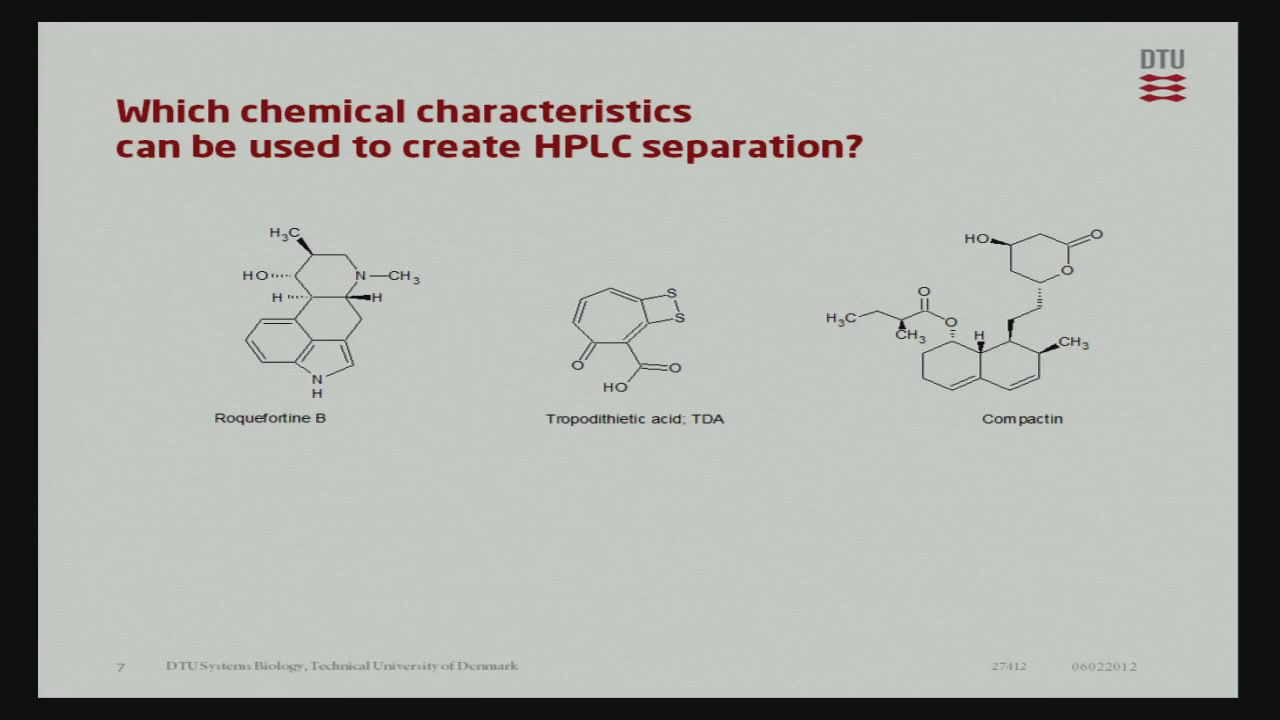 DTU
Which chemical characteristics
can be used to create HPLC separation?
H3C
HO
N
CH3
H
H
N
H
Roquefortine B
S
S
O
O
HO
Tropodithietic acid; TDA
HO
O
O
O
H3C
O
CH3
H
CH3
Compactin
7 DTU Systems Biology, Technical University of Denmark 27412 06022012